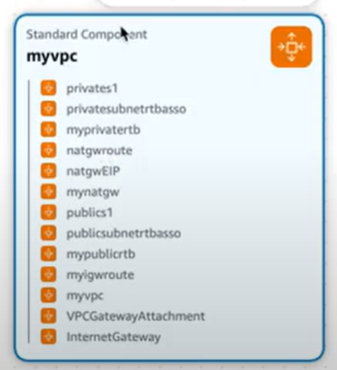 Standard Component
myvpc
privates1
privatesubnetrtbasso
myprivatertb
natgwroute
natgwEIP
mynatgw
publics1
publicsubnetrtbasso
mypublicrtb
myigwroute
myvpc
VPCGatewayAttachment
InternetGateway